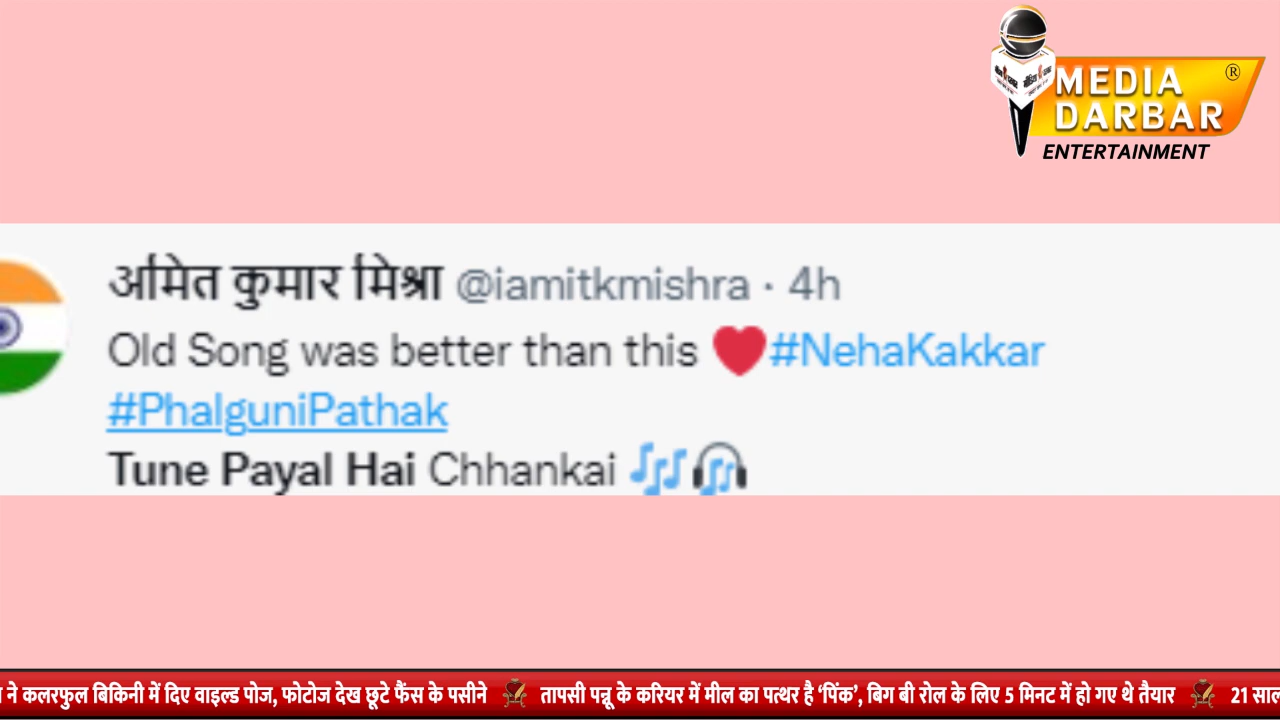 MEDIA
DARBAR
®
ENTERTAINMENT
अमित कुमार मिश्रा @iamitkmishra · 4h
Old Song was better than this ❤️#NehaKakkar
#PhalguniPathak
Tune Payal Hai Chhankai 🎶🎧
ने कलरफुल बिकिनी में दिए वाइल्ड पोज, फोटोज देख छूटे फैंस के पसीने तापसी पन्नू के करियर में मील का पत्थर है ‘पिंक’, बिग बी रोल के लिए 5 मिनट में हो गए थे तैयार 21